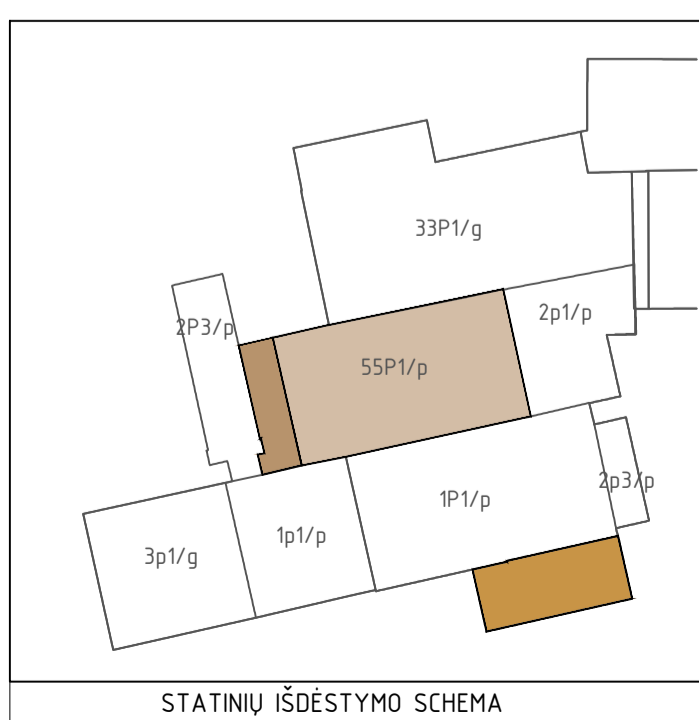 33P1/g
2p1/p
2P3/p
55P1/p
2p3/p
1P1/p
1p1/p
3p1/g
STATINIŲ IŠDĖSTYMO SCHEMA